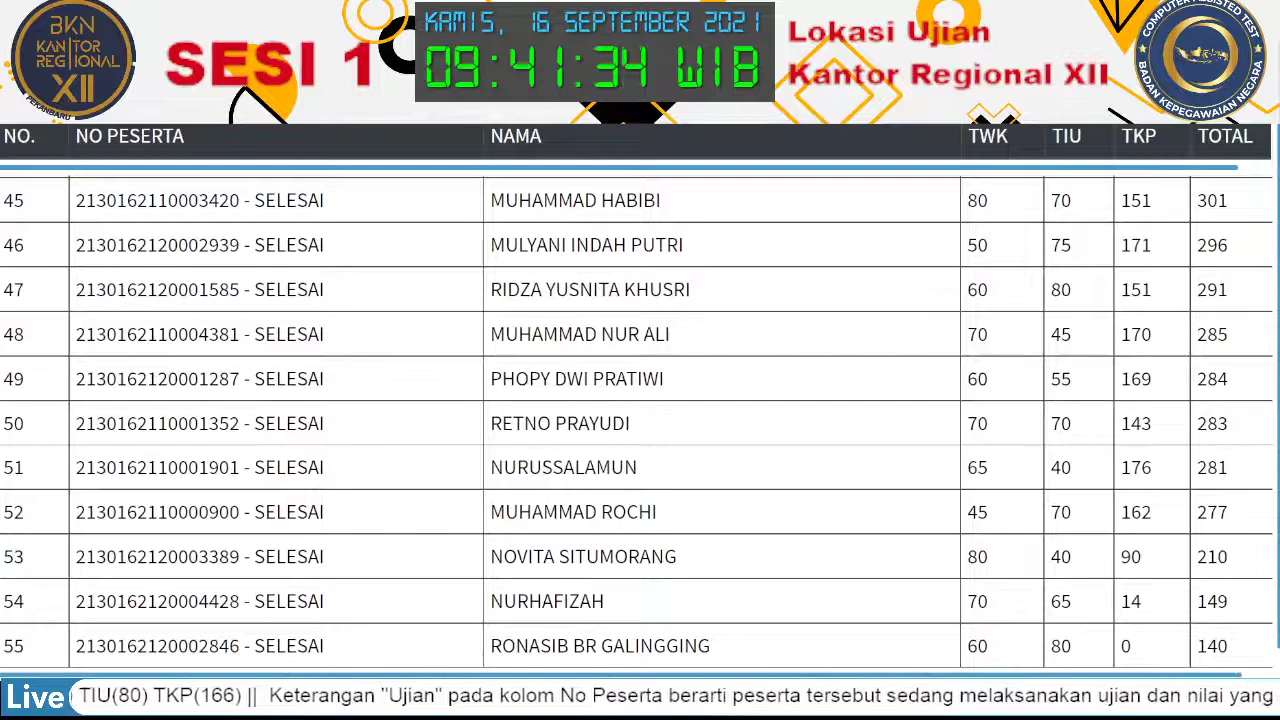 BKN
KANTOR
REGIONAL
XII
PEKANBARU
SESI 1
KAMIS, 16 SEPTEMBER 2021
09:41:34 WIB
Lokasi Ujian
Kantor Regional XII
COMPUTER ASSISTED TEST
BADAN KEPEGAWAIAN NEGARA
NO. NO PESERTA NAMA TWK TIU TKP TOTAL
45 2130162110003420 - SELESAI MUHAMMAD HABIBI 80 70 151 301
46 2130162120002939 - SELESAI MULYANI INDAH PUTRI 50 75 171 296
47 2130162120001585 - SELESAI RIDZA YUSNITA KHUSRI 60 80 151 291
48 2130162110004381 - SELESAI MUHAMMAD NUR ALI 70 45 170 285
49 2130162120001287 - SELESAI PHOPY DWI PRATIWI 60 55 169 284
50 2130162110001352 - SELESAI RETNO PRAYUDI 70 70 143 283
51 2130162110001901 - SELESAI NURUSSALAMUN 65 40 176 281
52 2130162110000900 - SELESAI MUHAMMAD ROCHI 45 70 162 277
53 2130162120003389 - SELESAI NOVITA SITUMORANG 80 40 90 210
54 2130162120004428 - SELESAI NURHAFIZAH 70 65 14 149
55 2130162120002846 - SELESAI RONASIB BR GALINGGING 60 80 0 140
Live TIU(80) TKP(166) || Keterangan "Ujian" pada kolom No Peserta berarti peserta tersebut sedang melaksanakan ujian dan nilai yang